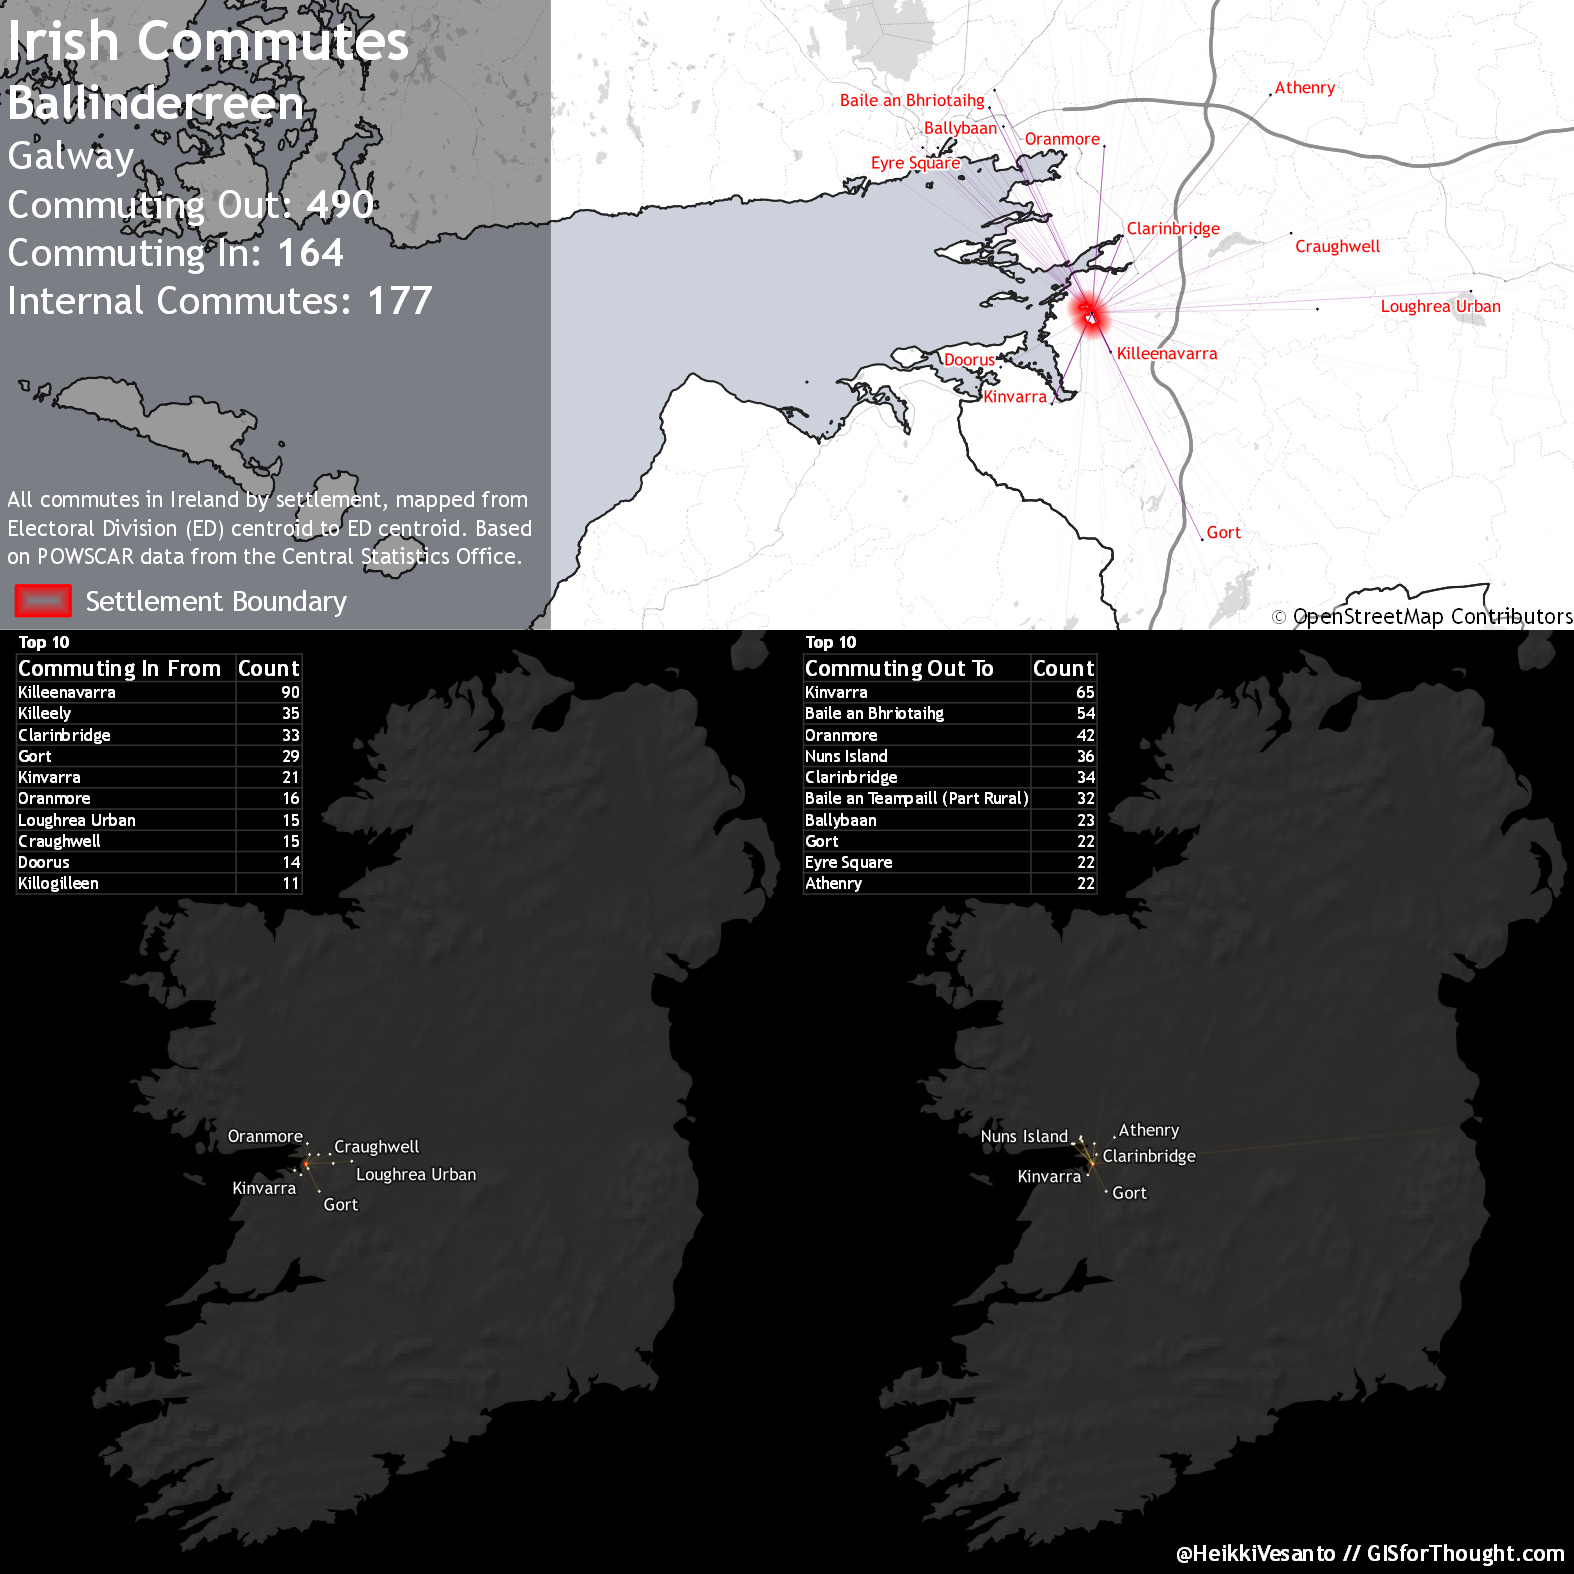 Irish Commutes
Ballinderreen
Galway
Commuting Out: 490
Commuting In: 164
Internal Commutes: 177
All commutes in Ireland by settlement, mapped from
Electoral Division (ED) centroid to ED centroid. Based
on POWSCAR data from the Central Statistics Office.
Settlement Boundary
Athenry
Baile an Bhriotaihg
Ballybaan
Oranmore
Eyre Square
Clarinbridge
Craughwell
Loughrea Urban
Killeenavarra
Doorus
Kinvarra
Gort
© OpenStreetMap Contributors
Top 10
Commuting In From Count
Killeenavarra 90
Killeely 35
Clarinbridge 33
Gort 29
Kinvarra 21
Oranmore 16
Loughrea Urban 15
Craughwell 15
Doorus 14
Killogilleen 11
Top 10
Commuting Out To Count
Kinvarra 65
Baile an Bhriotaihg 54
Oranmore 42
Nuns Island 36
Clarinbridge 34
Baile an Teampaill (Part Rural) 32
Ballybaan 23
Gort 22
Eyre Square 22
Athenry 22
Oranmore
Craughwell
Loughrea Urban
Kinvarra
Gort
Nuns Island
Athenry
Clarinbridge
Kinvarra
Gort
@HeikkiVesanto // GISforThought.com